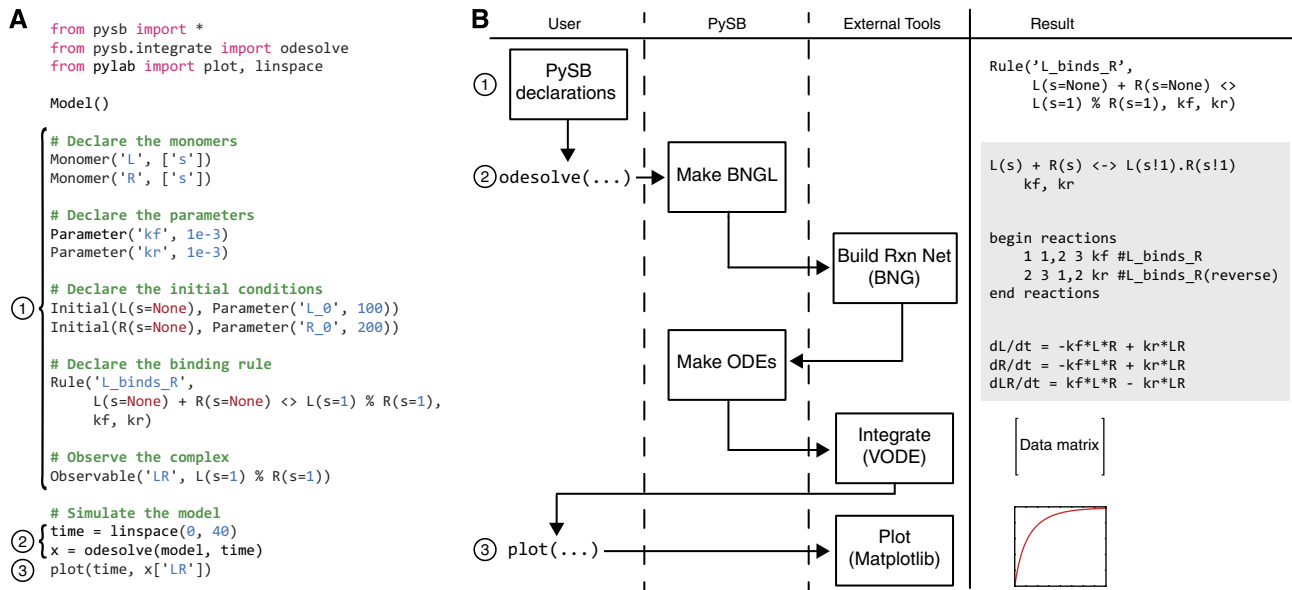 A
from pysb import *
from pysb.integrate import odesolve
from pylab import plot, linspace
Model()
# Declare the monomers
Monomer('L', ['s'])
Monomer('R', ['s'])
# Declare the parameters
Parameter('kf', 1e-3)
Parameter('kr', 1e-3)
# Declare the initial conditions
1
Initial(L(s=None), Parameter('L_0', 100))
Initial(R(s=None), Parameter('R_0', 200))
# Declare the binding rule
Rule('L_binds_R',
L(s=None) + R(s=None) <> L(s=1) % R(s=1),
kf, kr)
# Observe the complex
Observable('LR', L(s=1) % R(s=1))
# Simulate the model
2
time = linspace(0, 40)
x = odesolve(model, time)
3
plot(time, x['LR'])
B
User
PySB
External Tools
Result
1
PySB
declarations
Rule(’L_binds_R’,
L(s=None) + R(s=None) <>
L(s=1) % R(s=1), kf, kr)
2
odesolve(...)
Make BNGL
L(s) + R(s) <-> L(s!1).R(s!1)
kf, kr
Build Rxn Net
(BNG)
begin reactions
1 1,2 3 kf #L_binds_R
2 3 1,2 kr #L_binds_R(reverse)
end reactions
Make ODEs
dL/dt = -kf*L*R + kr*LR
dR/dt = -kf*L*R + kr*LR
dLR/dt = kf*L*R - kr*LR
Integrate
(VODE)
Data matrix
3
plot(...)
Plot
(Matplotlib)